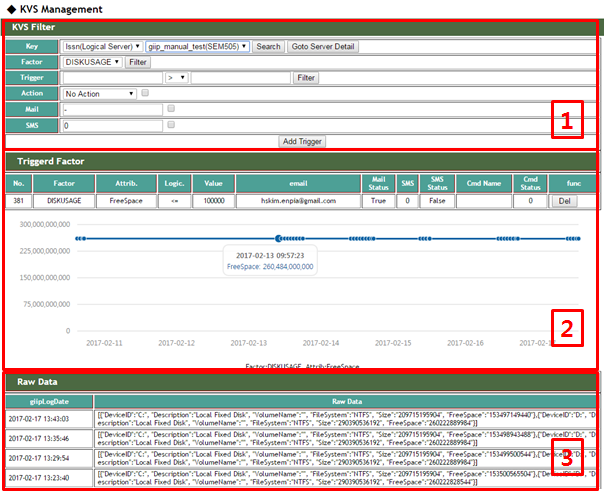 ◆ KVS Management
KVS Filter
Key lssn(Logical Server) giip_manual_test(SEM505) Search Goto Server Detail
Factor DISKUSAGE Filter
Trigger > Filter
Action No Action
Mail -
SMS 0
1
Add Trigger
Triggerd Factor
No. Factor Attrib. Logic. Value email Mail Status SMS SMS Status Cmd Name Cmd Status func
381 DISKUSAGE FreeSpace <= 100000 hskim.enpia@gmail.com True 0 False 0 Del
300,000,000,000
225,000,000,000
2017-02-13 09:57:23
FreeSpace: 260,484,000,000
150,000,000,000
75,000,000,000
0
2
2017-02-11 2017-02-12 2017-02-13 2017-02-14 2017-02-15 2017-02-16
Factor:DISKUSAGE, Attrib:FreeSpace
Raw Data
giipLogDate Raw Data
2017-02-17 13:43:03 [{"DeviceID":"C:", "Description":"Local Fixed Disk", "VolumeName":"", "FileSystem":"NTFS", "Size":"209715195904", "FreeSpace":"153497149440"},{"DeviceID":"D:", "D
escription":"Local Fixed Disk", "VolumeName":"", "FileSystem":"NTFS", "Size":"290390536192", "FreeSpace":"260222889984"}]
2017-02-17 13:35:46 [{"DeviceID":"C:", "Description":"Local Fixed Disk", "VolumeName":"", "FileSystem":"NTFS", "Size":"209715195904", "FreeSpace":"153498943488"},{"DeviceID":"D:", "D
escription":"Local Fixed Disk", "VolumeName":"", "FileSystem":"NTFS", "Size":"290390536192", "FreeSpace":"260222889984"}]
2017-02-17 13:29:54 [{"DeviceID":"C:", "Description":"Local Fixed Disk", "VolumeName":"", "FileSystem":"NTFS", "Size":"209715195904", "FreeSpace":"153499500544"},{"DeviceID":"D:", "D
escription":"Local Fixed Disk", "VolumeName":"", "FileSystem":"NTFS", "Size":"290390536192", "FreeSpace":"260222889984"}]
3
2017-02-17 13:23:40 [{"DeviceID":"C:", "Description":"Local Fixed Disk", "VolumeName":"", "FileSystem":"NTFS", "Size":"209715195904", "FreeSpace":"153500565504"},{"DeviceID":"D:", "D
escription":"Local Fixed Disk", "VolumeName":"", "FileSystem":"NTFS", "Size":"290390536192", "FreeSpace":"260222828544"}]